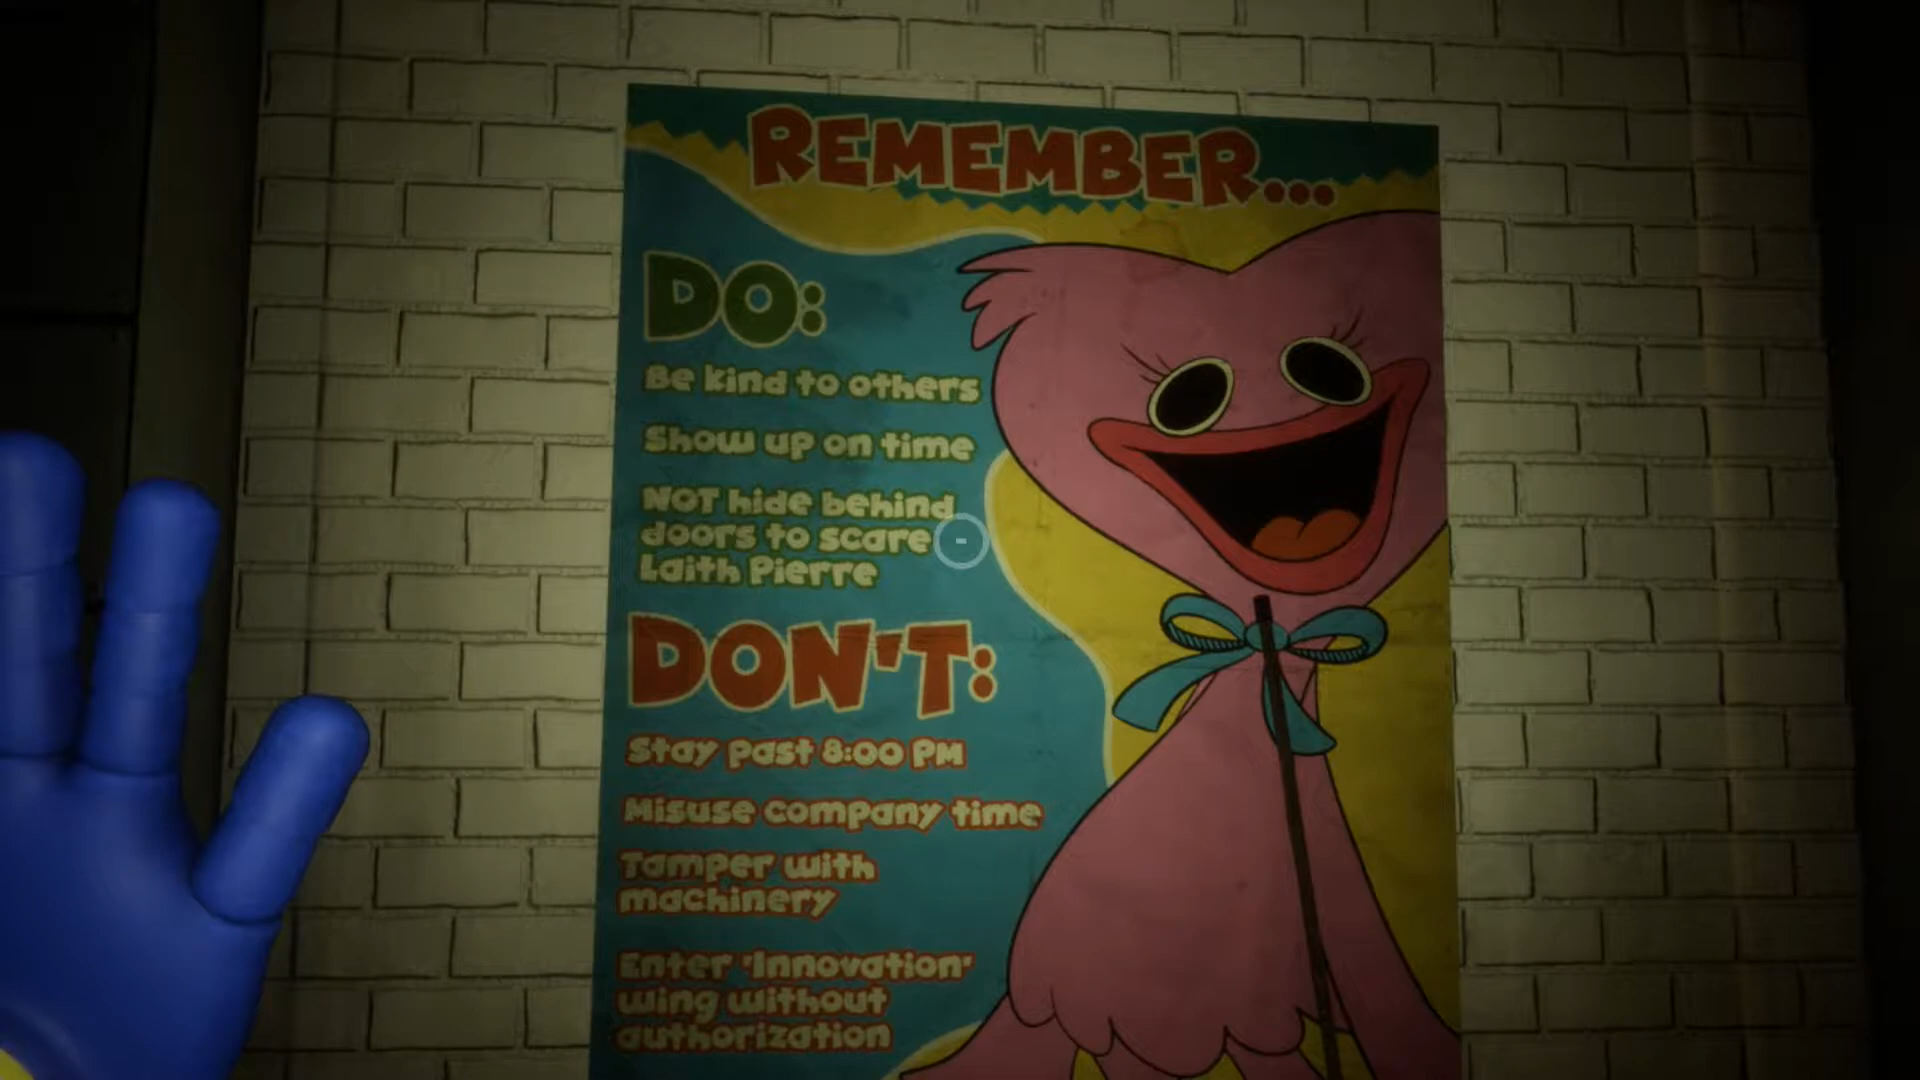 REMEMBER...
DO:
Be kind to others
Show up on time
NOT hide behind
doors to scare
Laith Pierre
DON'T:
Stay past 8:00 PM
Misuse company time
Tamper with
machinery
Enter 'Innovation'
wing without
authorization